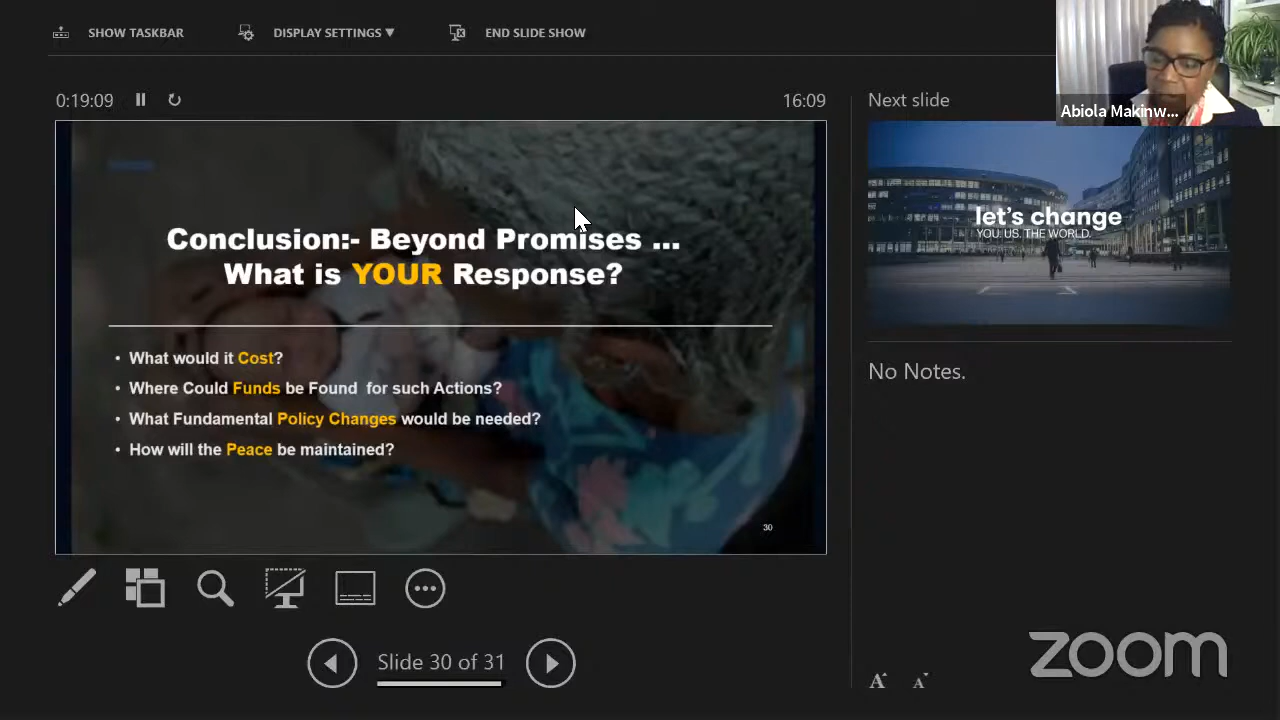 SHOW TASKBAR
DISPLAY SETTINGS ▼
END SLIDE SHOW
Abiola Makinw...
0:19:09
16:09
Next slide
Conclusion:- Beyond Promises ...
What is YOUR Response?
• What would it Cost?
• Where Could Funds be Found for such Actions?
• What Fundamental Policy Changes would be needed?
• How will the Peace be maintained?
30
let's change
YOU. US. THE WORLD.
No Notes.
Slide 30 of 31
A A
zoom